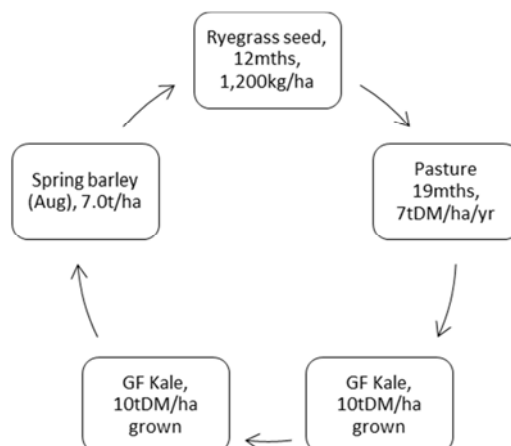 Ryegrass seed,
12mths,
1,200kg/ha
Pasture
19mths,
7tDM/ha/yr
GF Kale,
10tDM/ha
grown
GF Kale,
10tDM/ha
grown
Spring barley
(Aug), 7.0t/ha